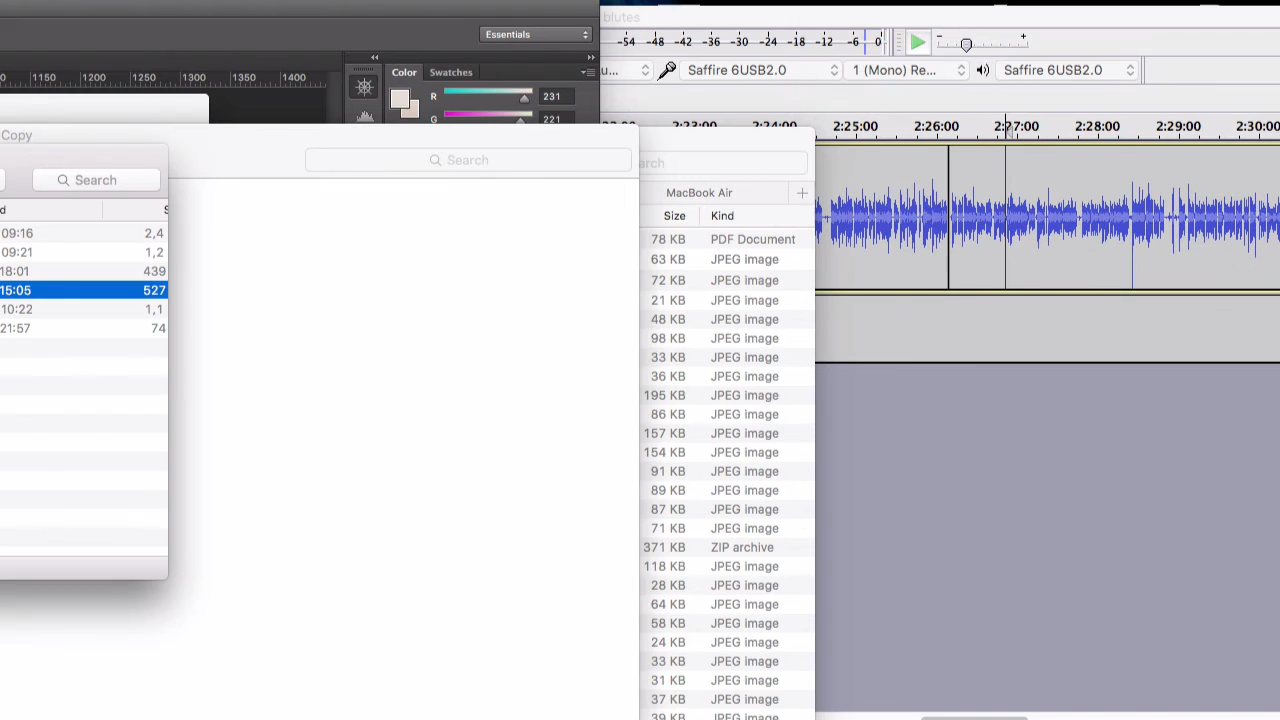 blutes
Essentials
-54 -48 -42 -36 -30 -24 -18 -12 -6 0
- +
Saffire 6USB2.0
1 (Mono) Re...
Saffire 6USB2.0
1150 1200 1250 1300 1350 1400
Color Swatches
R 231
G 221
2:23:00 2:24:00 2:25:00 2:26:00 2:27:00 2:28:00 2:29:00 2:30:00
Copy
Search
Search
MacBook Air +
Size Kind
09:16 2,4
09:21 1,2
18:01 439
15:05 527
10:22 1,1
21:57 74
78 KB PDF Document
63 KB JPEG image
72 KB JPEG image
21 KB JPEG image
48 KB JPEG image
98 KB JPEG image
33 KB JPEG image
36 KB JPEG image
195 KB JPEG image
86 KB JPEG image
157 KB JPEG image
154 KB JPEG image
91 KB JPEG image
89 KB JPEG image
87 KB JPEG image
71 KB JPEG image
371 KB ZIP archive
118 KB JPEG image
28 KB JPEG image
64 KB JPEG image
58 KB JPEG image
24 KB JPEG image
33 KB JPEG image
31 KB JPEG image
37 KB JPEG image
39 KB JPEG image